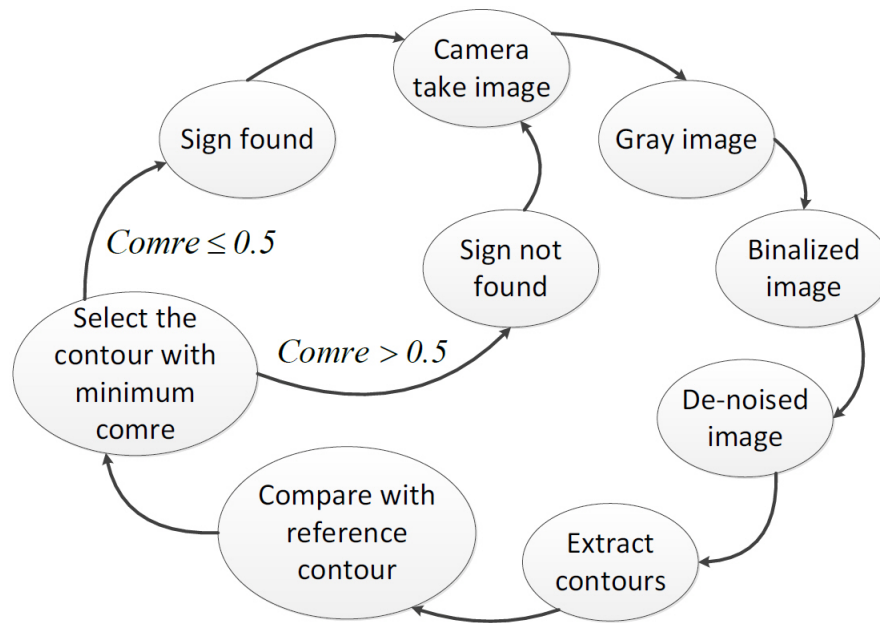 Camera
take image
Gray image
Binalized
image
De-noised
image
Extract
contours
Compare with
reference
contour
Select the
contour with
minimum
comre
Comre ≤ 0.5
Sign found
Comre > 0.5
Sign not
found